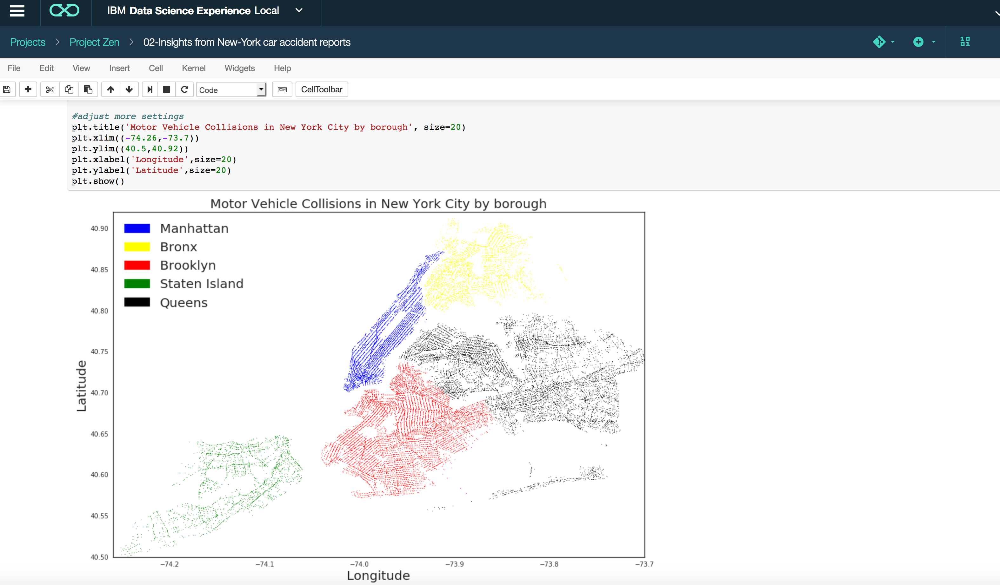 IBM Data Science Experience Local
Projects > Project Zen > 02-Insights from New-York car accident reports
File Edit View Insert Cell Kernel Widgets Help
Code CellToolbar
#adjust more settings
plt.title('Motor Vehicle Collisions in New York City by borough', size=20)
plt.xlim((-74.26,-73.7))
plt.ylim((40.5,40.92))
plt.xlabel('Longitude',size=20)
plt.ylabel('Latitude',size=20)
plt.show()
Motor Vehicle Collisions in New York City by borough
Manhattan
Bronx
Brooklyn
Staten Island
Queens
40.90
40.85
40.80
40.75
40.70
40.65
40.60
40.55
40.50
Latitude
−74.2 −74.1 −74.0 −73.9 −73.8 −73.7
Longitude